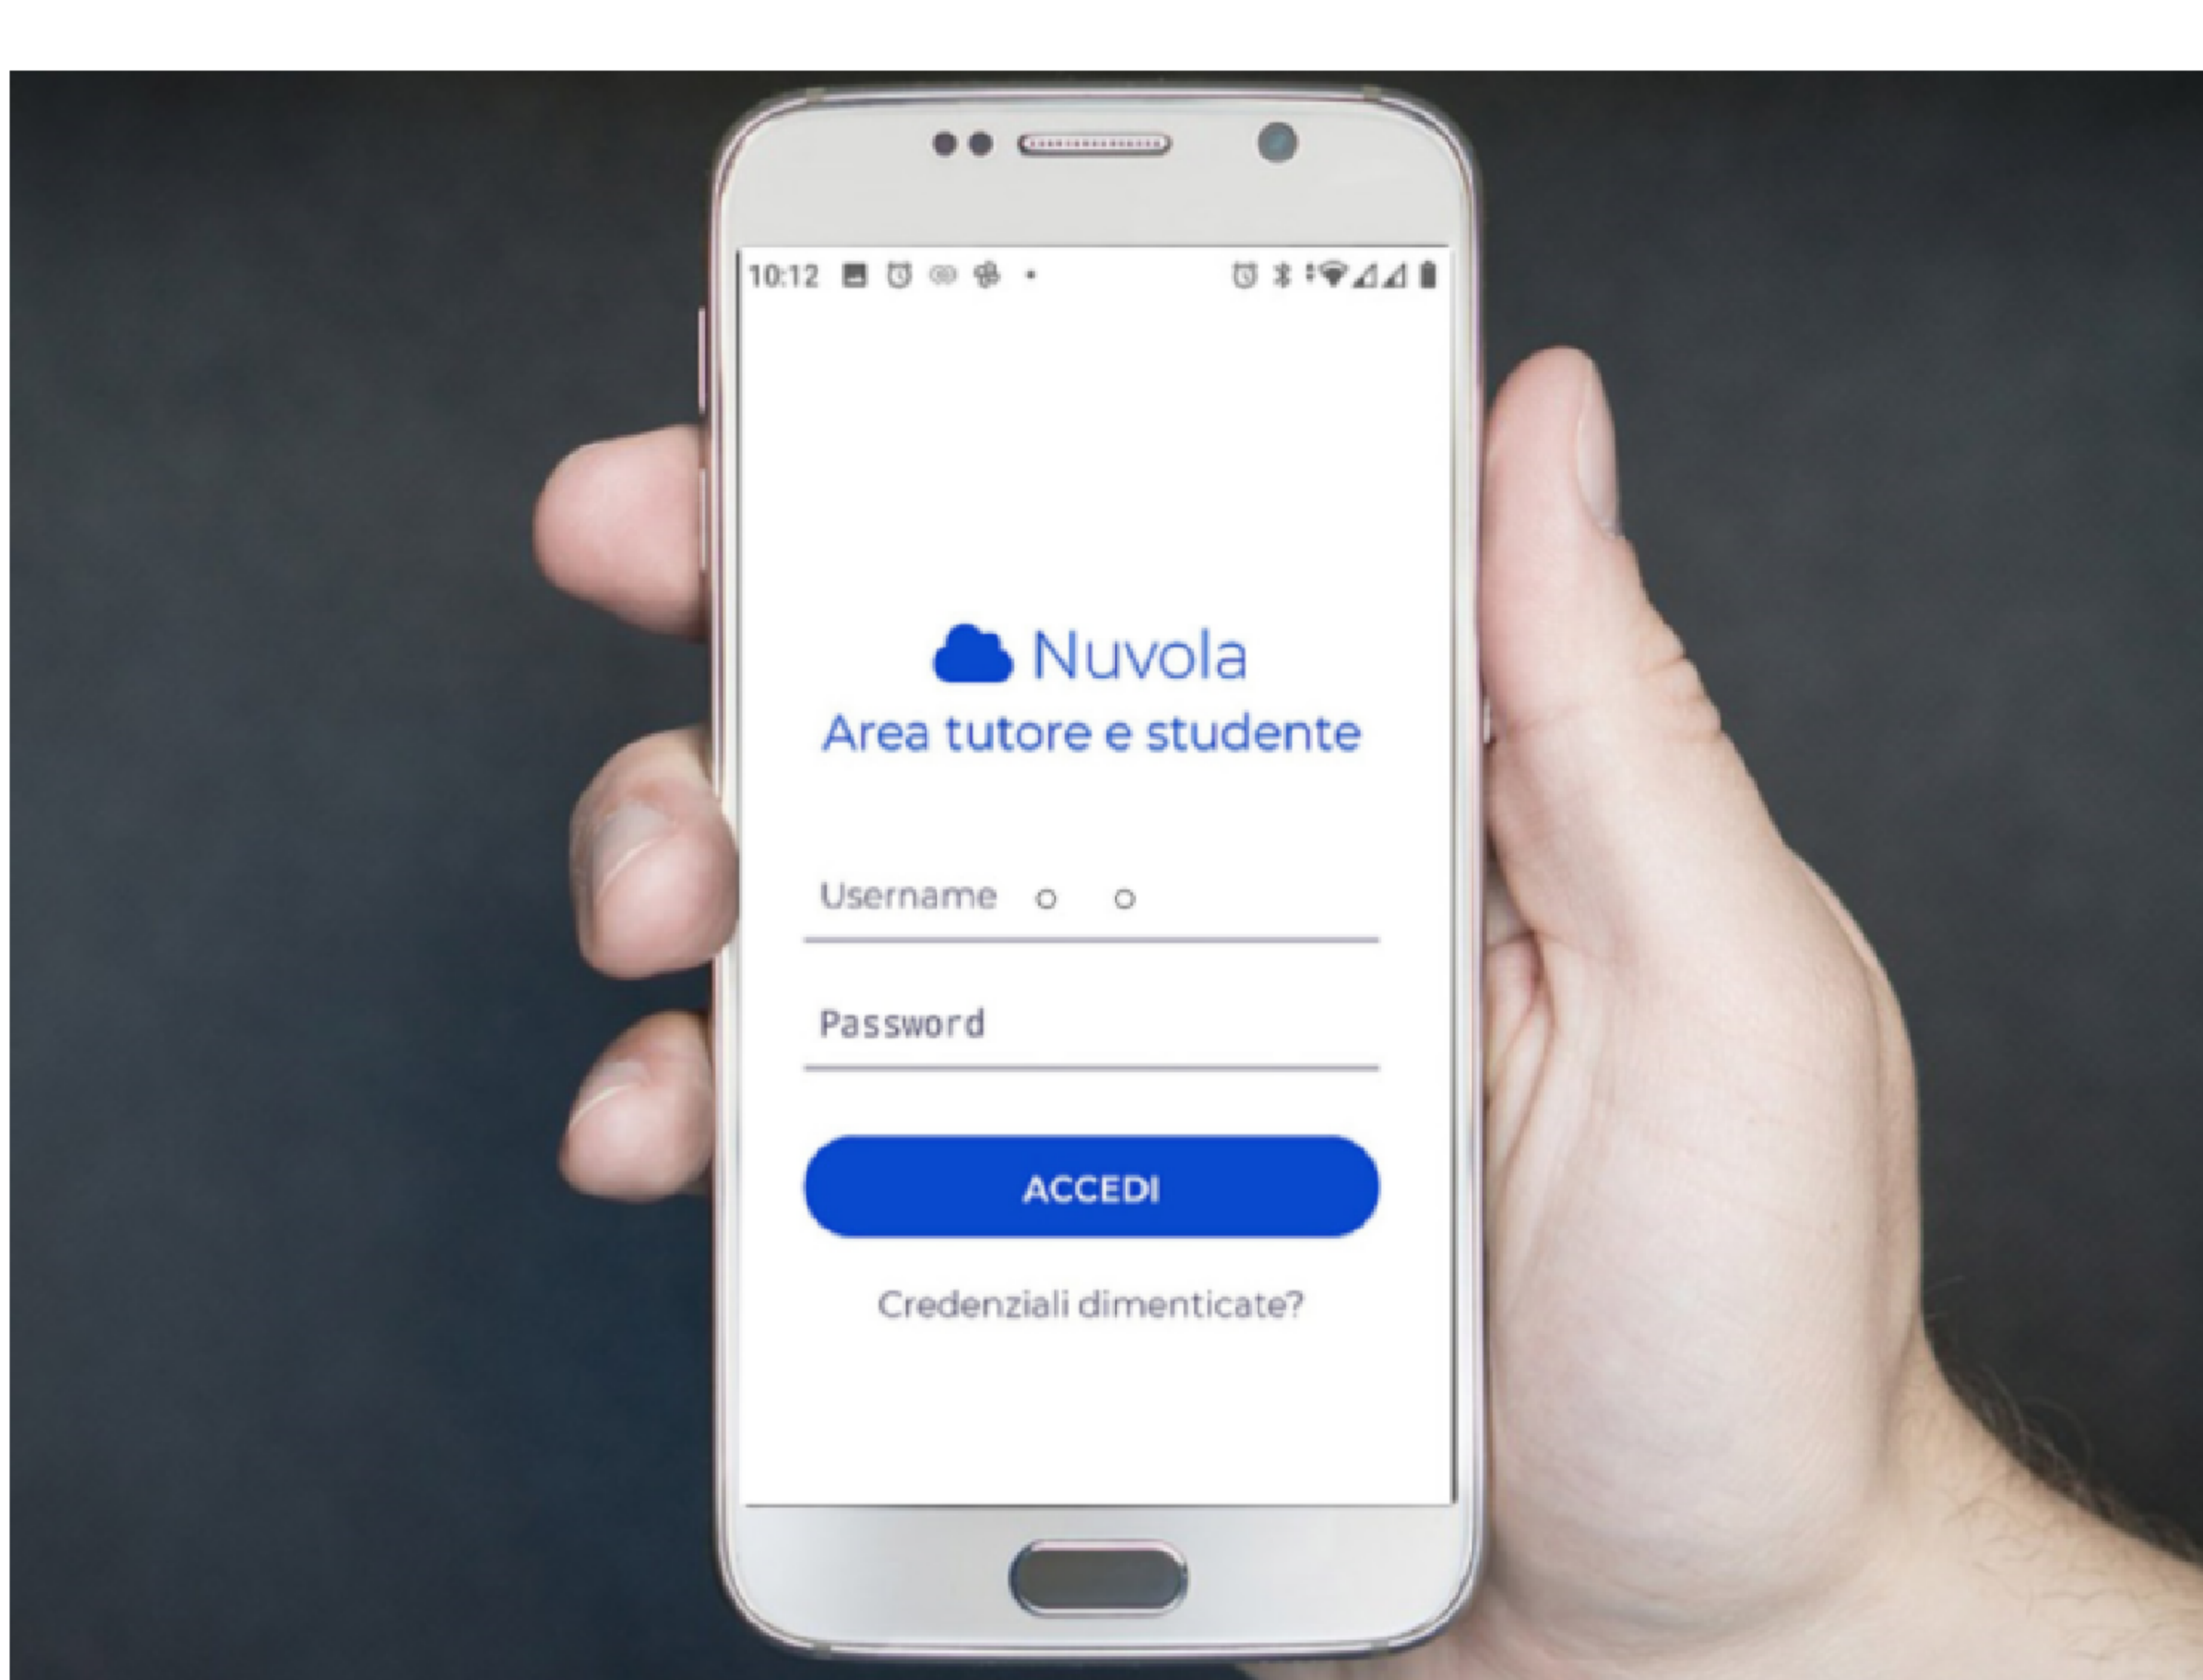 10:12
Nuvola
Area tutore e studente
Username
Password
ACCEDI
Credenziali dimenticate?